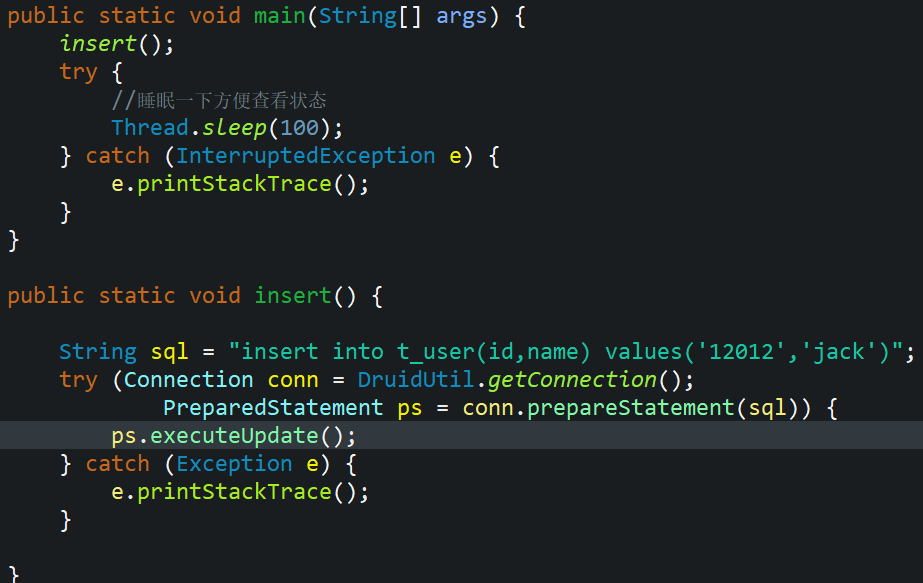 public static void main(String[] args) {
    insert();
    try {
        //睡眠一下方便查看状态
        Thread.sleep(100);
    } catch (InterruptedException e) {
        e.printStackTrace();
    }
}

public static void insert() {

    String sql = "insert into t_user(id,name) values('12012','jack')";
    try (Connection conn = DruidUtil.getConnection();
            PreparedStatement ps = conn.prepareStatement(sql)) {
        ps.executeUpdate();
    } catch (Exception e) {
        e.printStackTrace();
    }

}